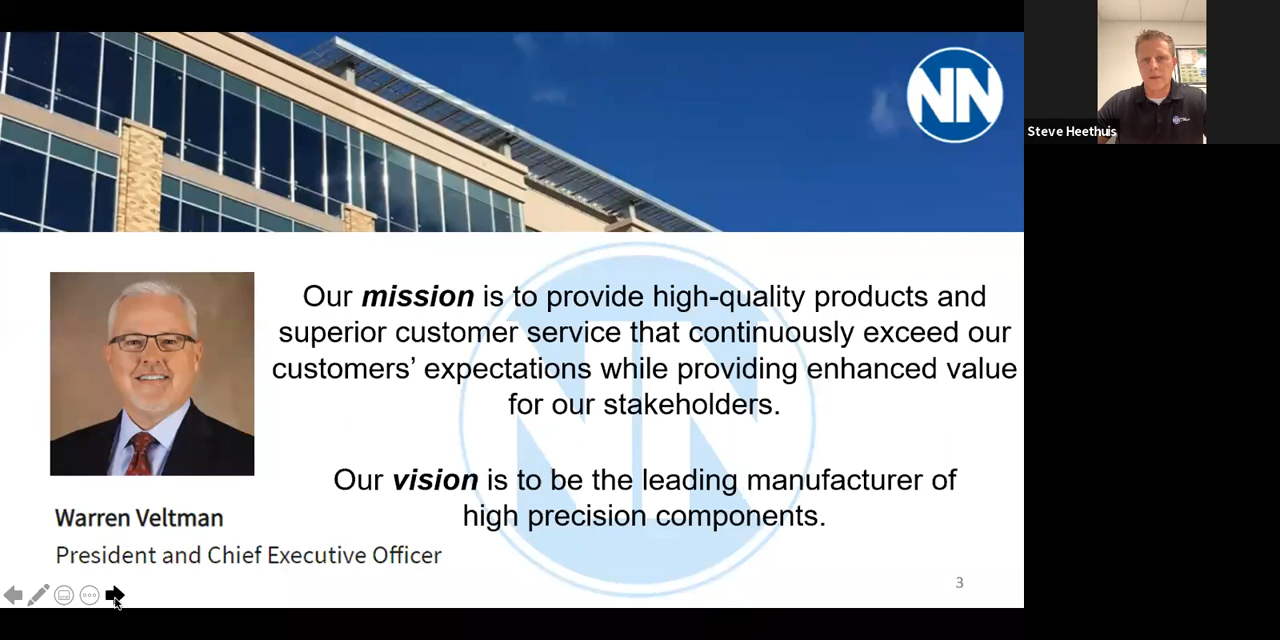 NN
Steve Heethuis
Our mission is to provide high-quality products and
superior customer service that continuously exceed our
customers’ expectations while providing enhanced value
for our stakeholders.
Our vision is to be the leading manufacturer of
high precision components.
Warren Veltman
President and Chief Executive Officer
3